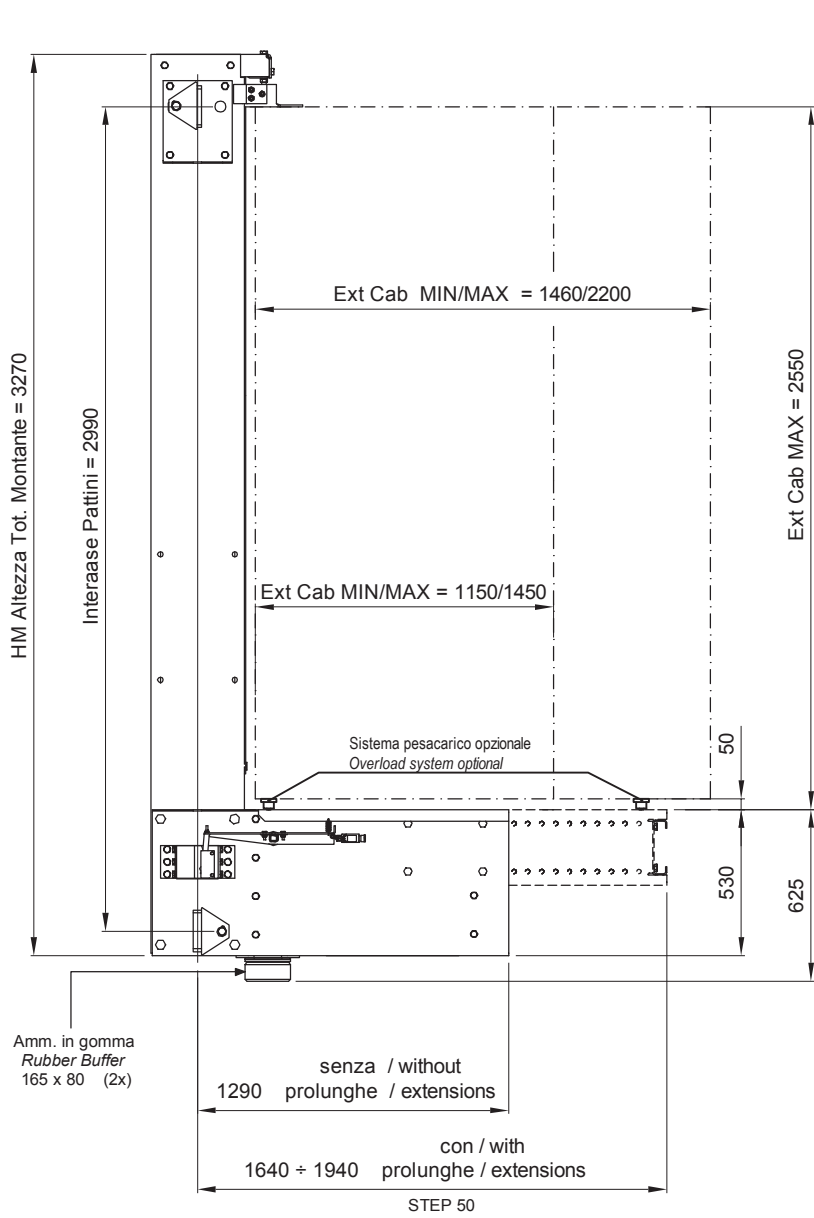 Ext Cab  MIN/MAX  = 1460/2200
HM Altezza Tot. Montante = 3270
Interaase Pattini = 2990
Ext Cab MAX = 2550
Ext Cab MIN/MAX = 1150/1450
Sistema pesacarico opzionale
Overload system optional
50
530
625
Amm. in gomma
Rubber Buffer
165 x 80   (2x)
senza  / without
1290   prolunghe  / extensions
con / with
1640 ÷ 1940   prolunghe / extensions
STEP 50